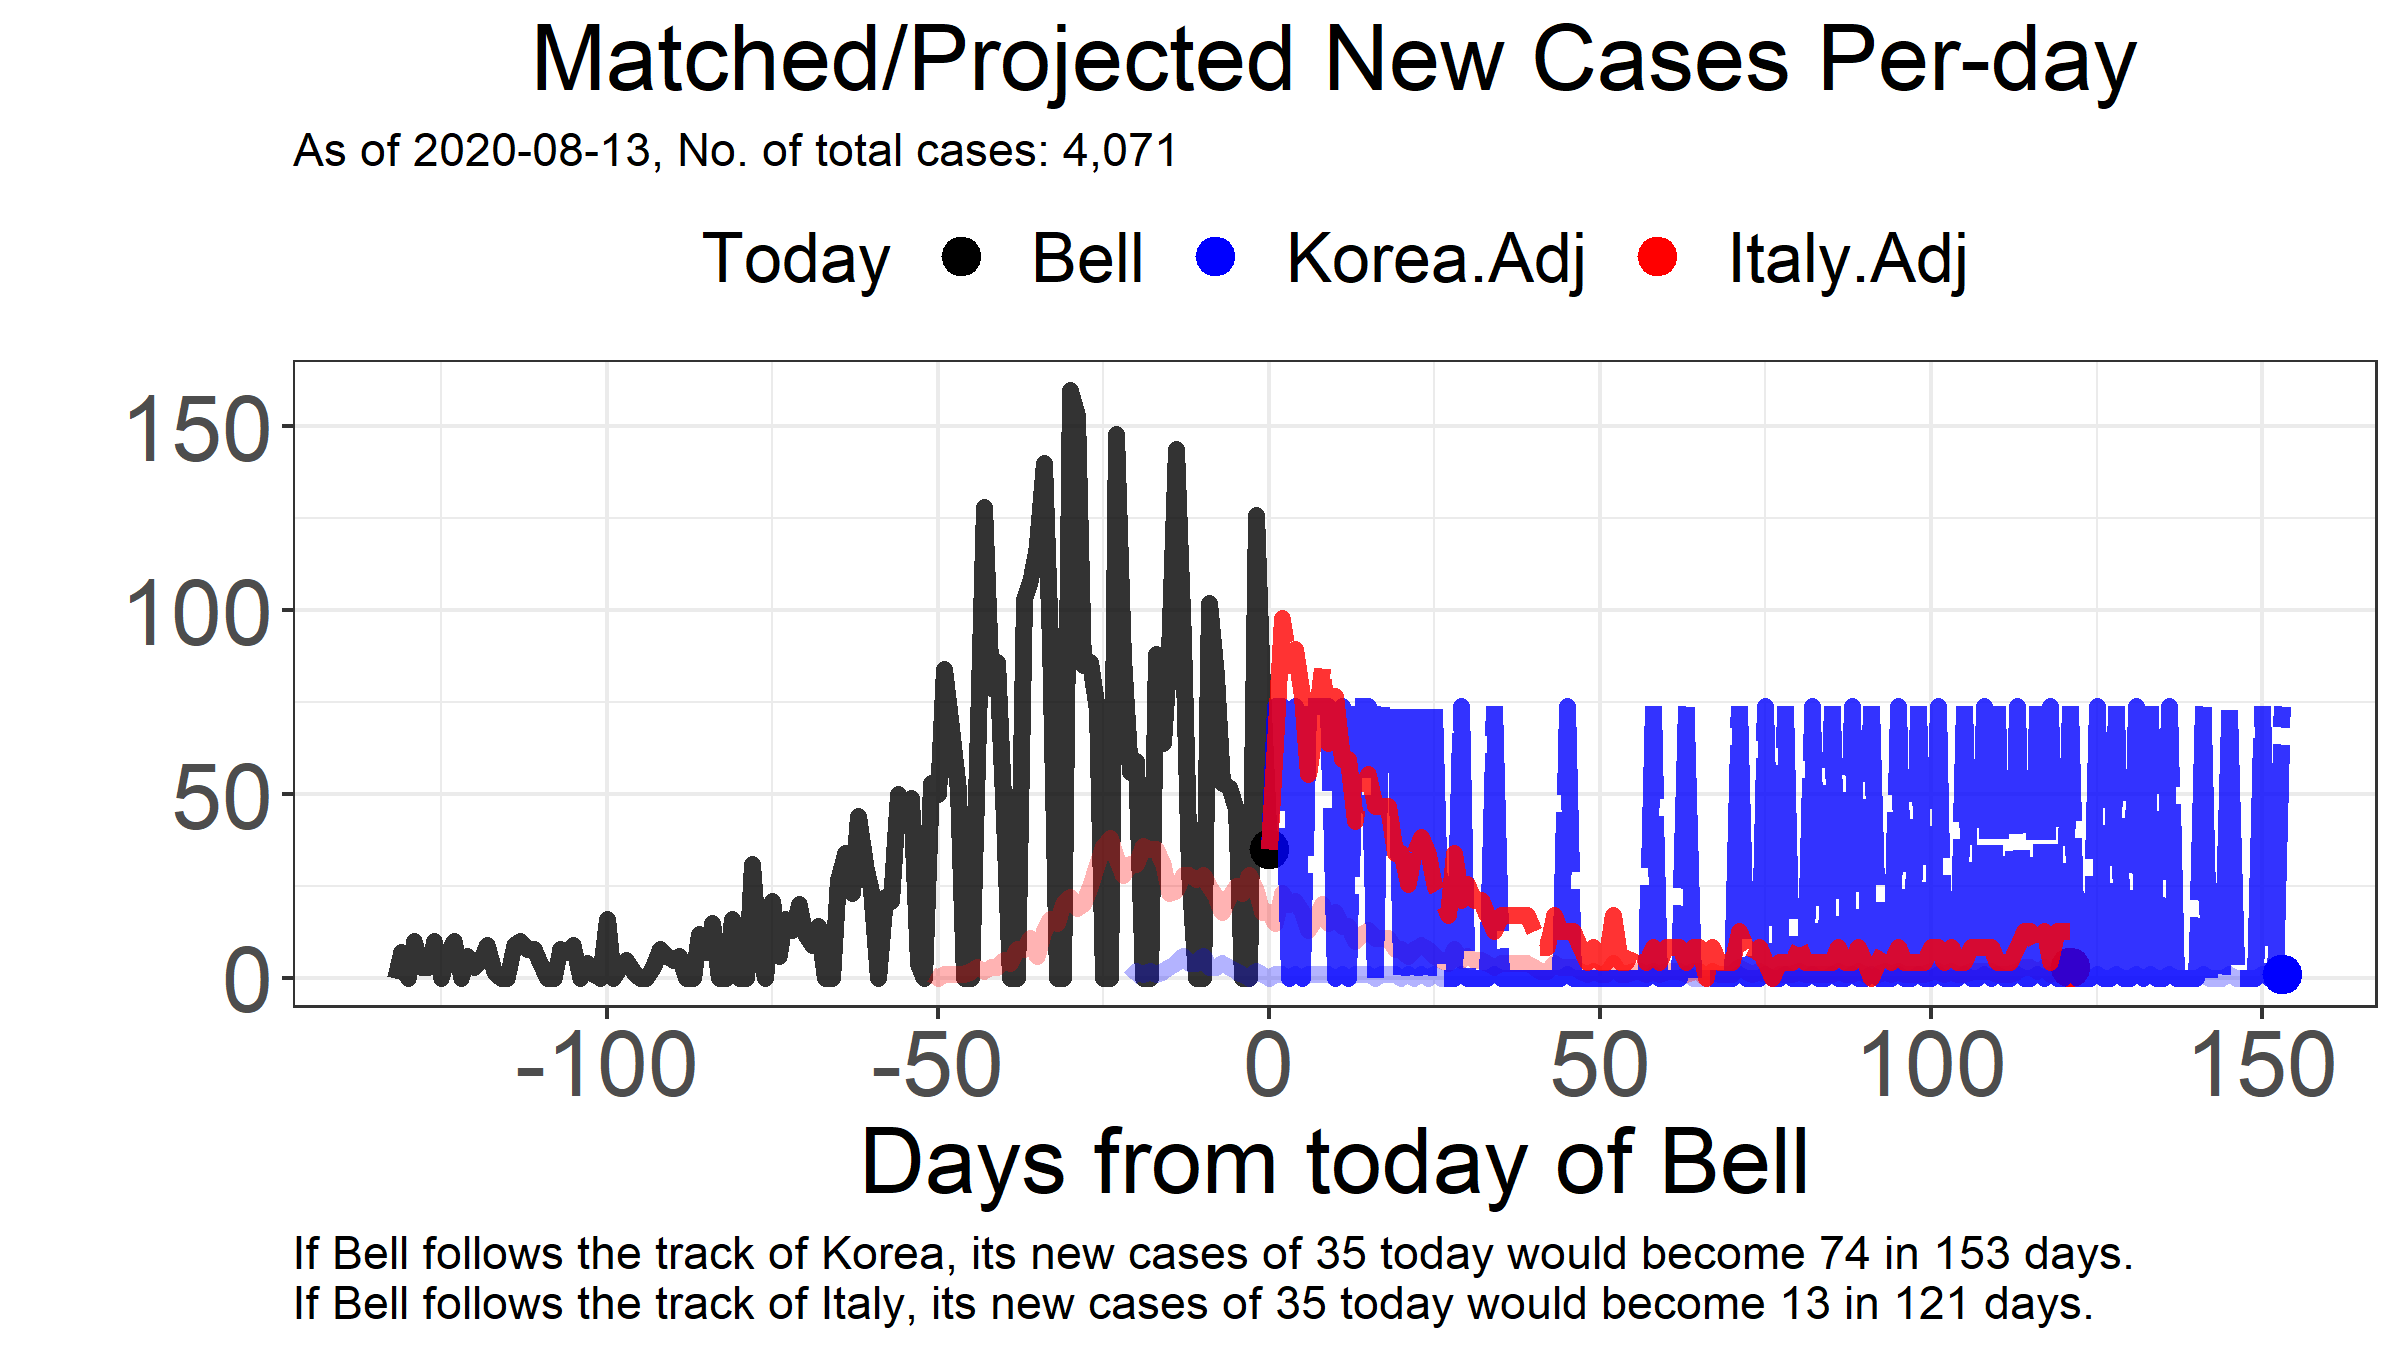 Matched/Projected New Cases Per-day
As of 2020-08-13, No. of total cases: 4,071
Today Bell Korea.Adj Italy.Adj
150
100
50
0
-100 -50 0 50 100 150
Days from today of Bell
If Bell follows the track of Korea, its new cases of 35 today would become 74 in 153 days.
If Bell follows the track of Italy, its new cases of 35 today would become 13 in 121 days.